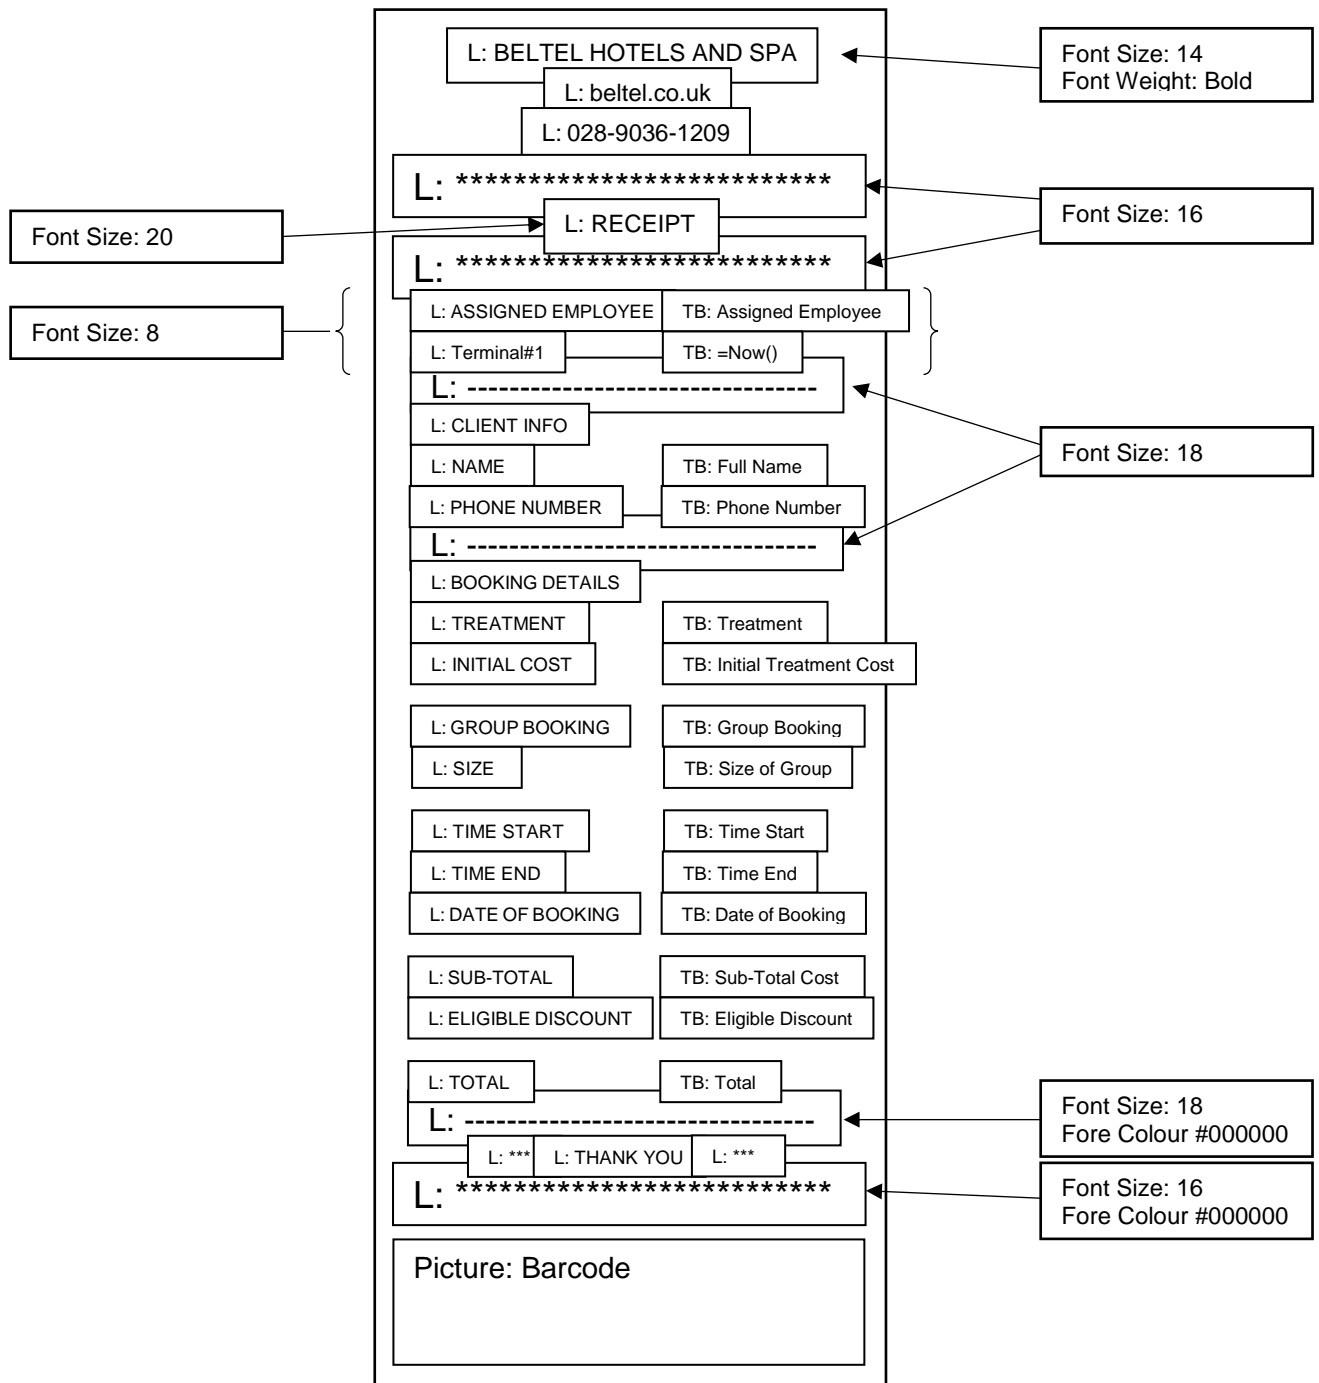 L: BELTEL HOTELS AND SPA
Font Size: 14
Font Weight: Bold
L: beltel.co.uk
L: 028-9036-1209
L: **************************
Font Size: 16
Font Size: 20
L: RECEIPT
L: **************************
L: ASSIGNED EMPLOYEE TB: Assigned Employee
Font Size: 8
L: Terminal#1 TB: =Now()
L: ---------------------------------
L: CLIENT INFO
L: NAME TB: Full Name
Font Size: 18
L: PHONE NUMBER TB: Phone Number
L: ---------------------------------
L: BOOKING DETAILS
L: TREATMENT TB: Treatment
L: INITIAL COST TB: Initial Treatment Cost
L: GROUP BOOKING TB: Group Booking
L: SIZE TB: Size of Group
L: TIME START TB: Time Start
L: TIME END TB: Time End
L: DATE OF BOOKING TB: Date of Booking
L: SUB-TOTAL TB: Sub-Total Cost
L: ELIGIBLE DISCOUNT TB: Eligible Discount
L: TOTAL TB: Total
L: ---------------------------------
Font Size: 18
Fore Colour #000000
L: *** L: THANK YOU L: ***
L: **************************
Font Size: 16
Fore Colour #000000
Picture: Barcode